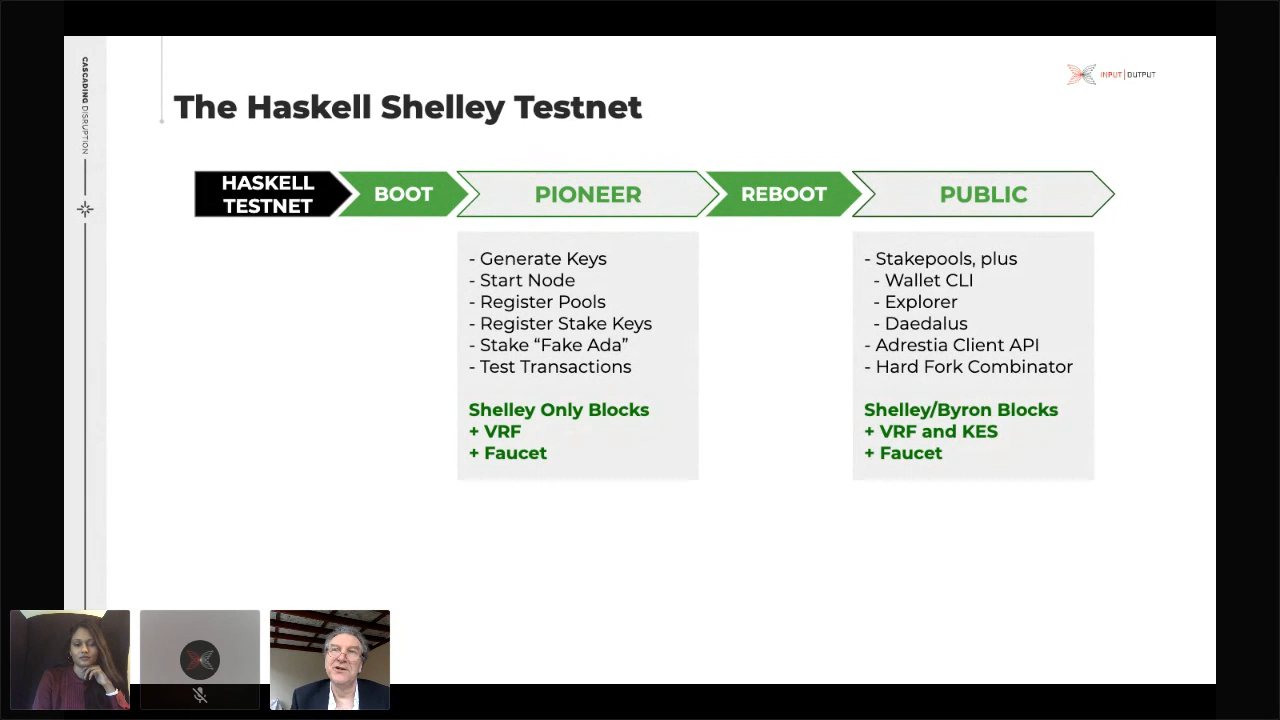 CASCADING DISRUPTION
INPUT | OUTPUT
The Haskell Shelley Testnet
HASKELL
TESTNET
BOOT
PIONEER
REBOOT
PUBLIC
- Generate Keys
- Start Node
- Register Pools
- Register Stake Keys
- Stake “Fake Ada”
- Test Transactions
Shelley Only Blocks
+ VRF
+ Faucet
- Stakepools, plus
- Wallet CLI
- Explorer
- Daedalus
- Adrestia Client API
- Hard Fork Combinator
Shelley/Byron Blocks
+ VRF and KES
+ Faucet